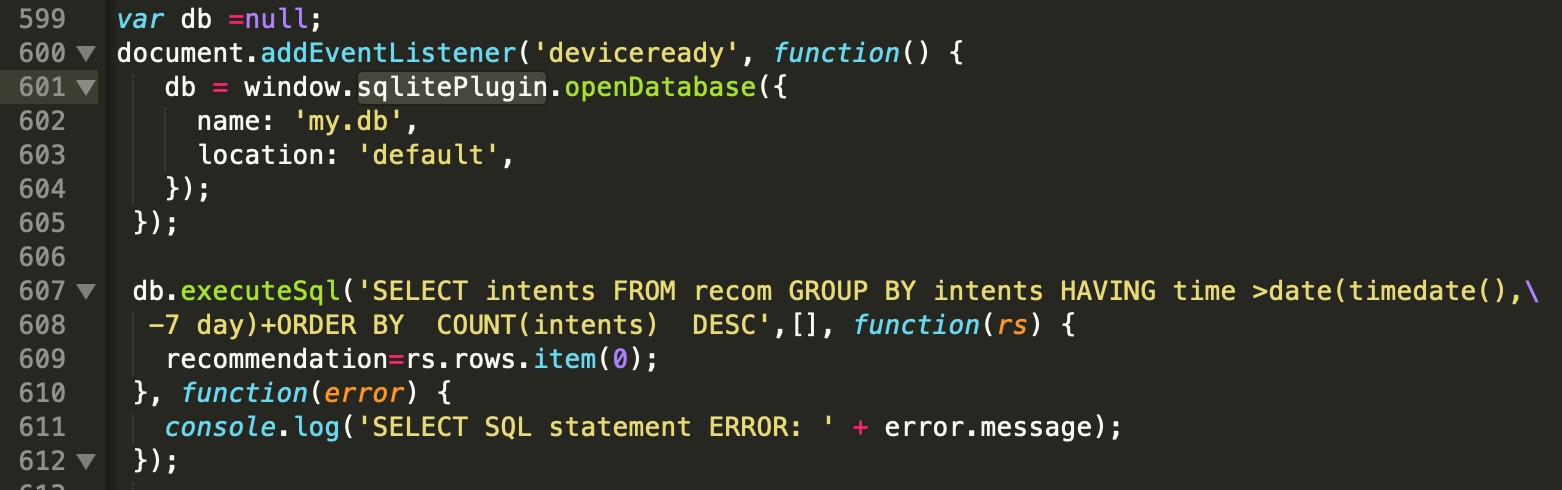 599 var db =null;
600 document.addEventListener('deviceready', function() {
601 db = window.sqlitePlugin.openDatabase({
602 name: 'my.db',
603 location: 'default',
604 });
605 });
606
607 db.executeSql('SELECT intents FROM recom GROUP BY intents HAVING time >date(timedate(),\
608 -7 day)+ORDER BY  COUNT(intents)  DESC',[], function(rs) {
609 recommendation=rs.rows.item(0);
610 }, function(error) {
611 console.log('SELECT SQL statement ERROR: ' + error.message);
612 });
613